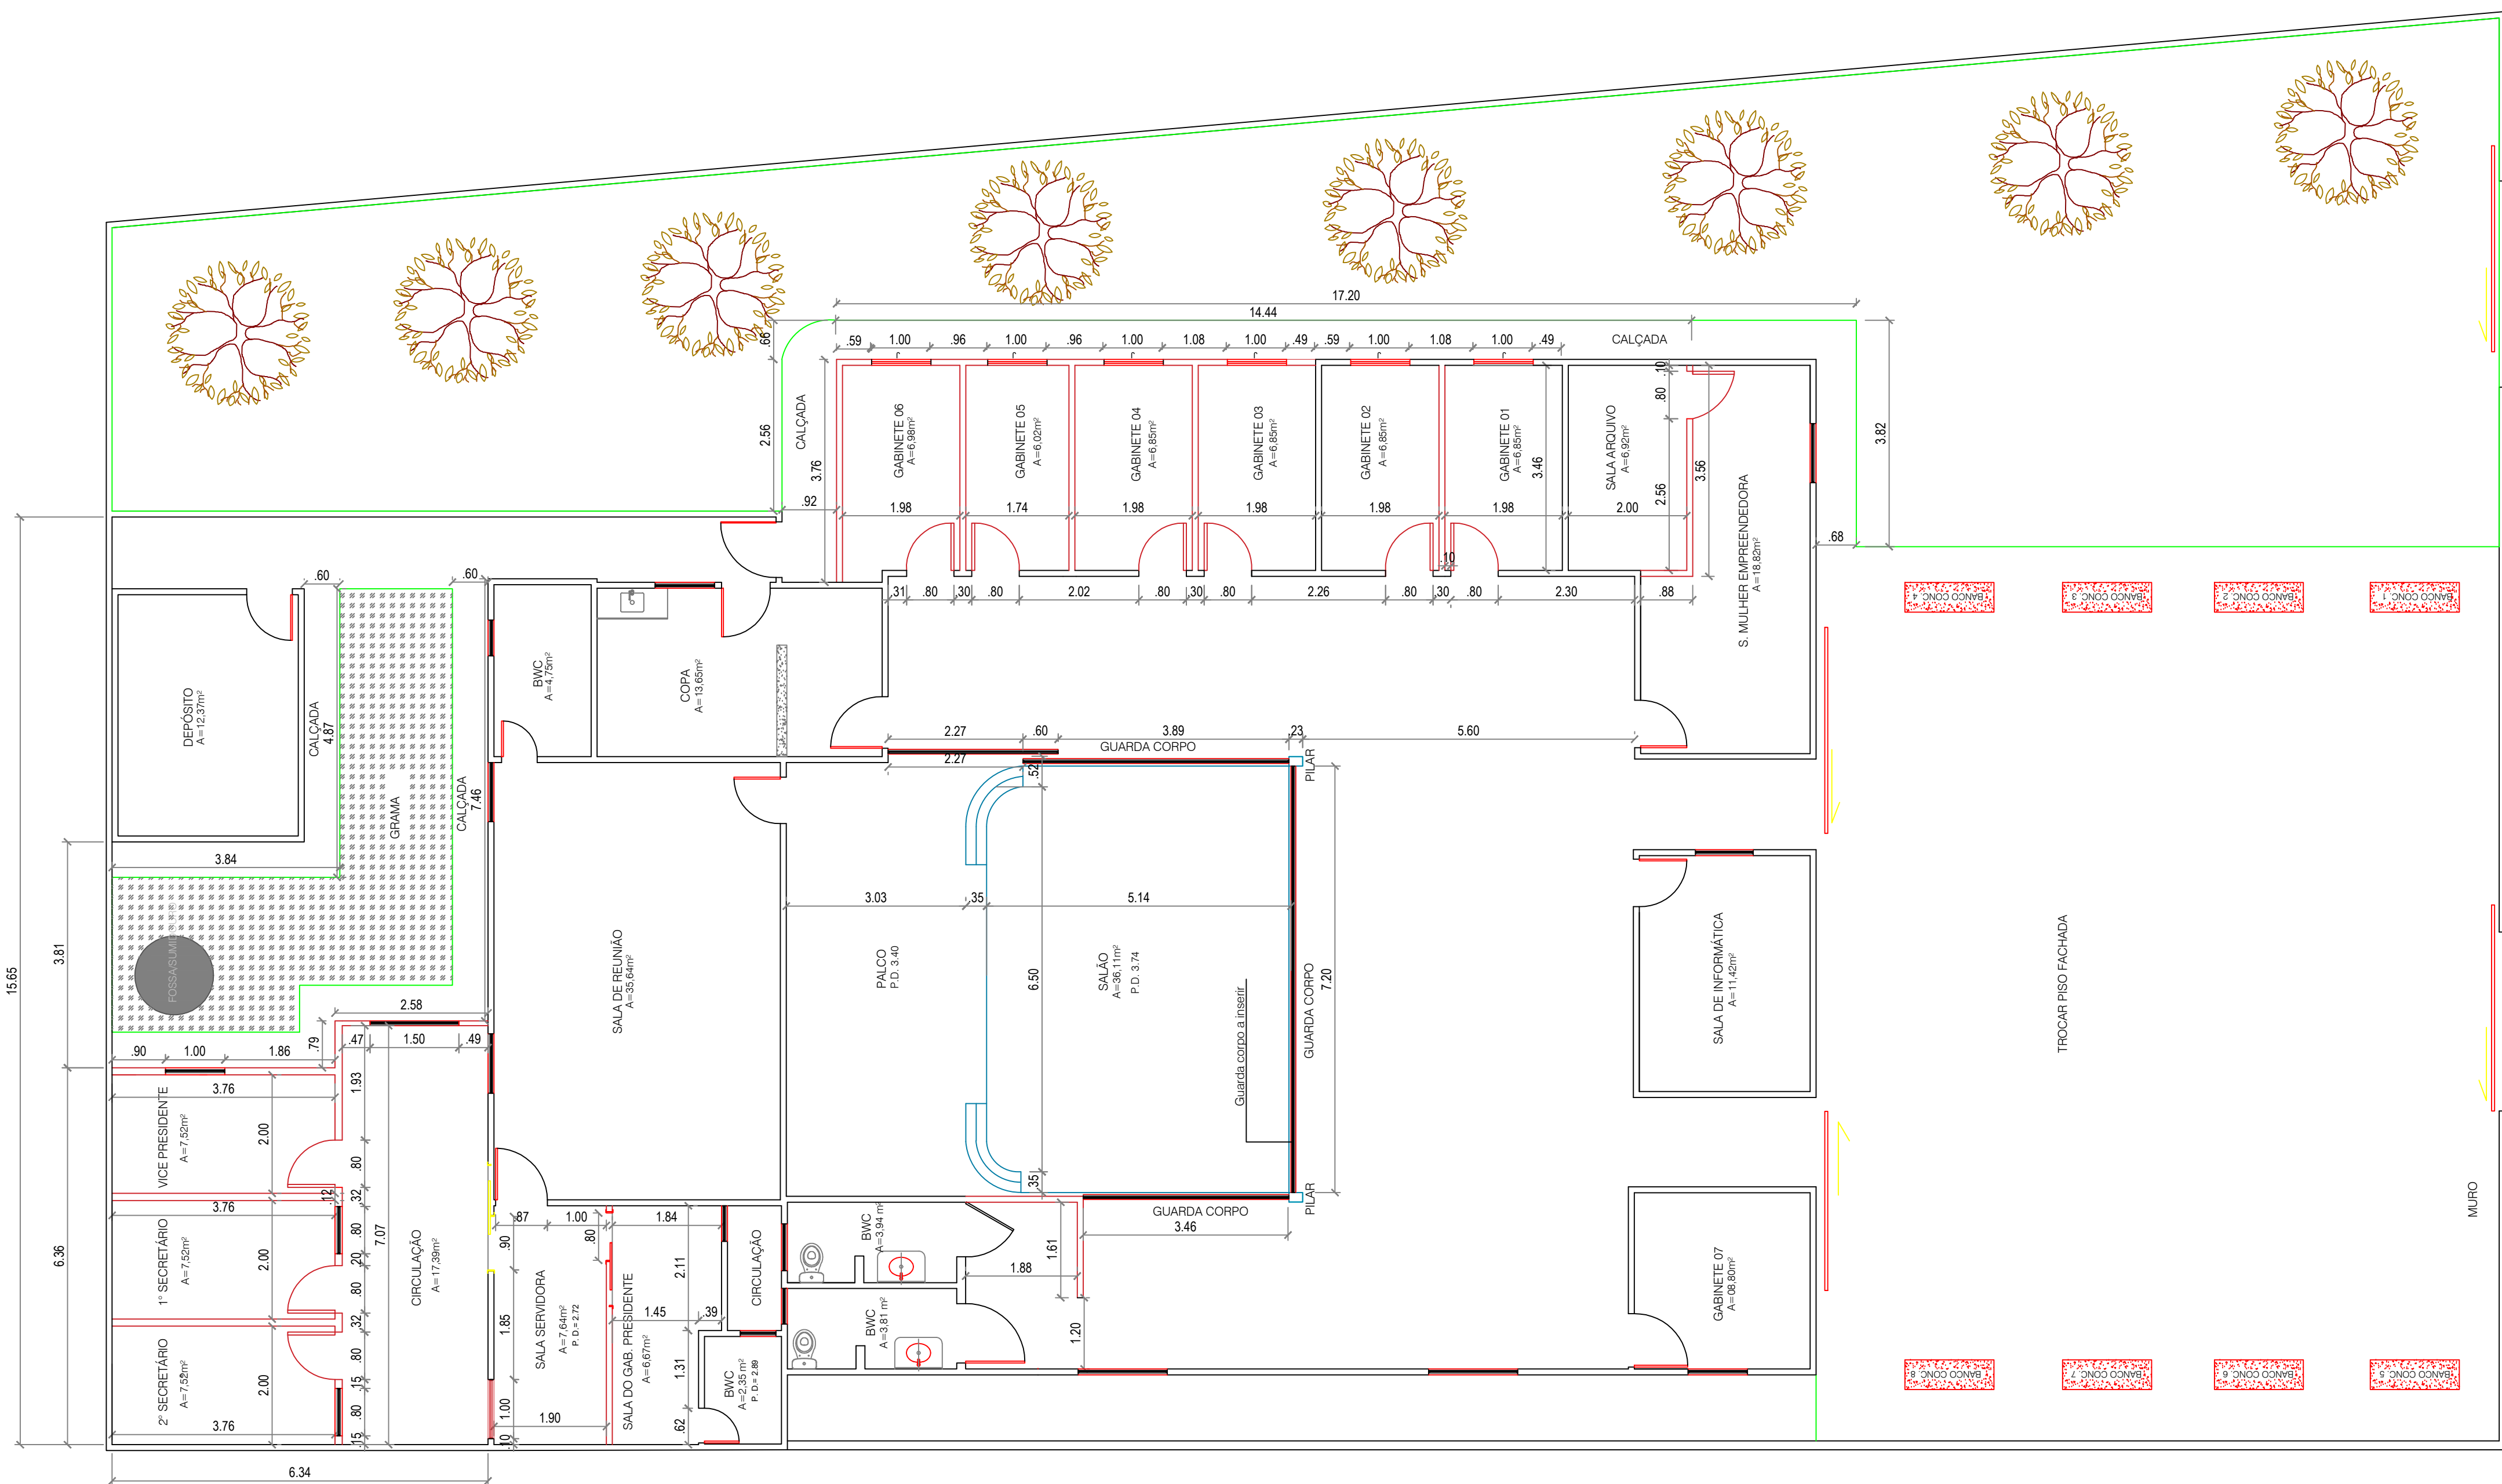 17.20
14.44
.66
.59
1.00
.96
1.00
.96
1.00
1.08
1.00
.49
.59
1.00
1.08
1.00
.49
CALÇADA
.10
.80
2.56
3.56
3.82
2.56
CALÇADA
3.76
.92
GABINETE 06
A=6,98m²
1.98
GABINETE 05
A=6,02m²
1.74
GABINETE 04
A=6,85m²
1.98
GABINETE 03
A=6,85m²
1.98
GABINETE 02
A=6,85m²
1.98
GABINETE 01
A=6,85m²
3.46
1.98
SALA ARQUIVO
A=6,92m²
2.00
S. MULHER EMPREENDEDORA
A=18,82m²
.68
.10
.31
.80
.30
.80
2.02
.80
.30
.80
2.26
.80
.30
.80
2.30
.88
BANCO CONC. 4
BANCO CONC. 3
BANCO CONC. 2
BANCO CONC. 1
15.65
3.81
6.36
.60
.60
DEPÓSITO
A=12,37m²
CALÇADA
4.87
GRAMA
CALÇADA
7.46
3.84
BWC
A=4,75m²
COPA
A=13,65m²
2.27
.60
3.89
.23
5.60
GUARDA CORPO
2.27
.52
PILAR
3.03
.35
5.14
SALA DE REUNIÃO
A=35,64m²
PALCO
P.D. 3.40
6.50
SALÃO
A=36,11m²
P.D. 3.74
Guarda corpo a inserir
GUARDA CORPO
7.20
SALA DE INFORMÁTICA
A=11,42m²
TROCAR PISO FACHADA
MURO
2.58
.79
.47
1.50
.49
.90
1.00
1.86
3.76
VICE PRESIDENTE
A=7,52m²
2.00
1.93
.80
.12
.32
3.76
1° SECRETÁRIO
A=7,52m²
2.00
.80
.20
.80
.32
7.07
CIRCULAÇÃO
A=17,39m²
2° SECRETÁRIO
A=7,52m²
2.00
.80
.15
.80
.15
3.76
6.34
.87
1.00
.80
1.84
.90
1.85
1.00
.10
SALA SERVIDORA
A=7,64m²
P. D.= 2.72
1.90
SALA DO GAB. PRESIDENTE
A=6,67m²
2.11
1.45
.39
1.31
.62
CIRCULAÇÃO
BWC
A=2,35 m²
P. D.= 2.89
BWC
A=3,94 m²
BWC
A=3,81 m²
.35
1.88
1.61
1.20
GUARDA CORPO
3.46
PILAR
GABINETE 07
A=08,80m²
BANCO CONC. 8
BANCO CONC. 7
BANCO CONC. 6
BANCO CONC. 5